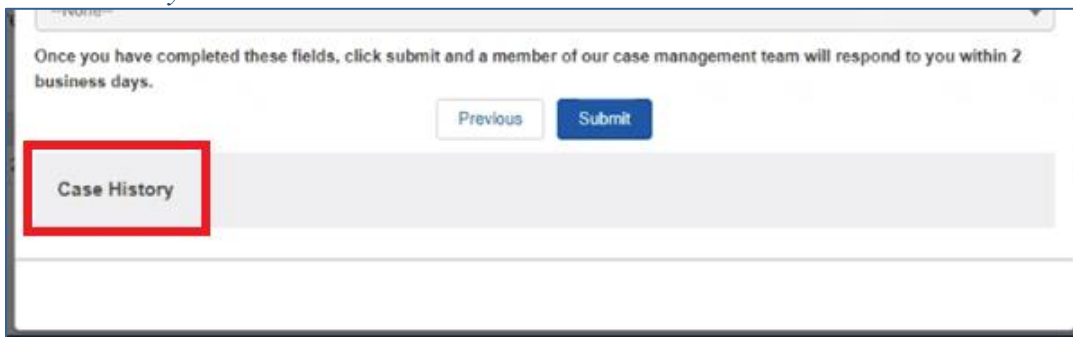 --None--
Once you have completed these fields, click submit and a member of our case management team will respond to you within 2
business days.
Previous Submit
Case History